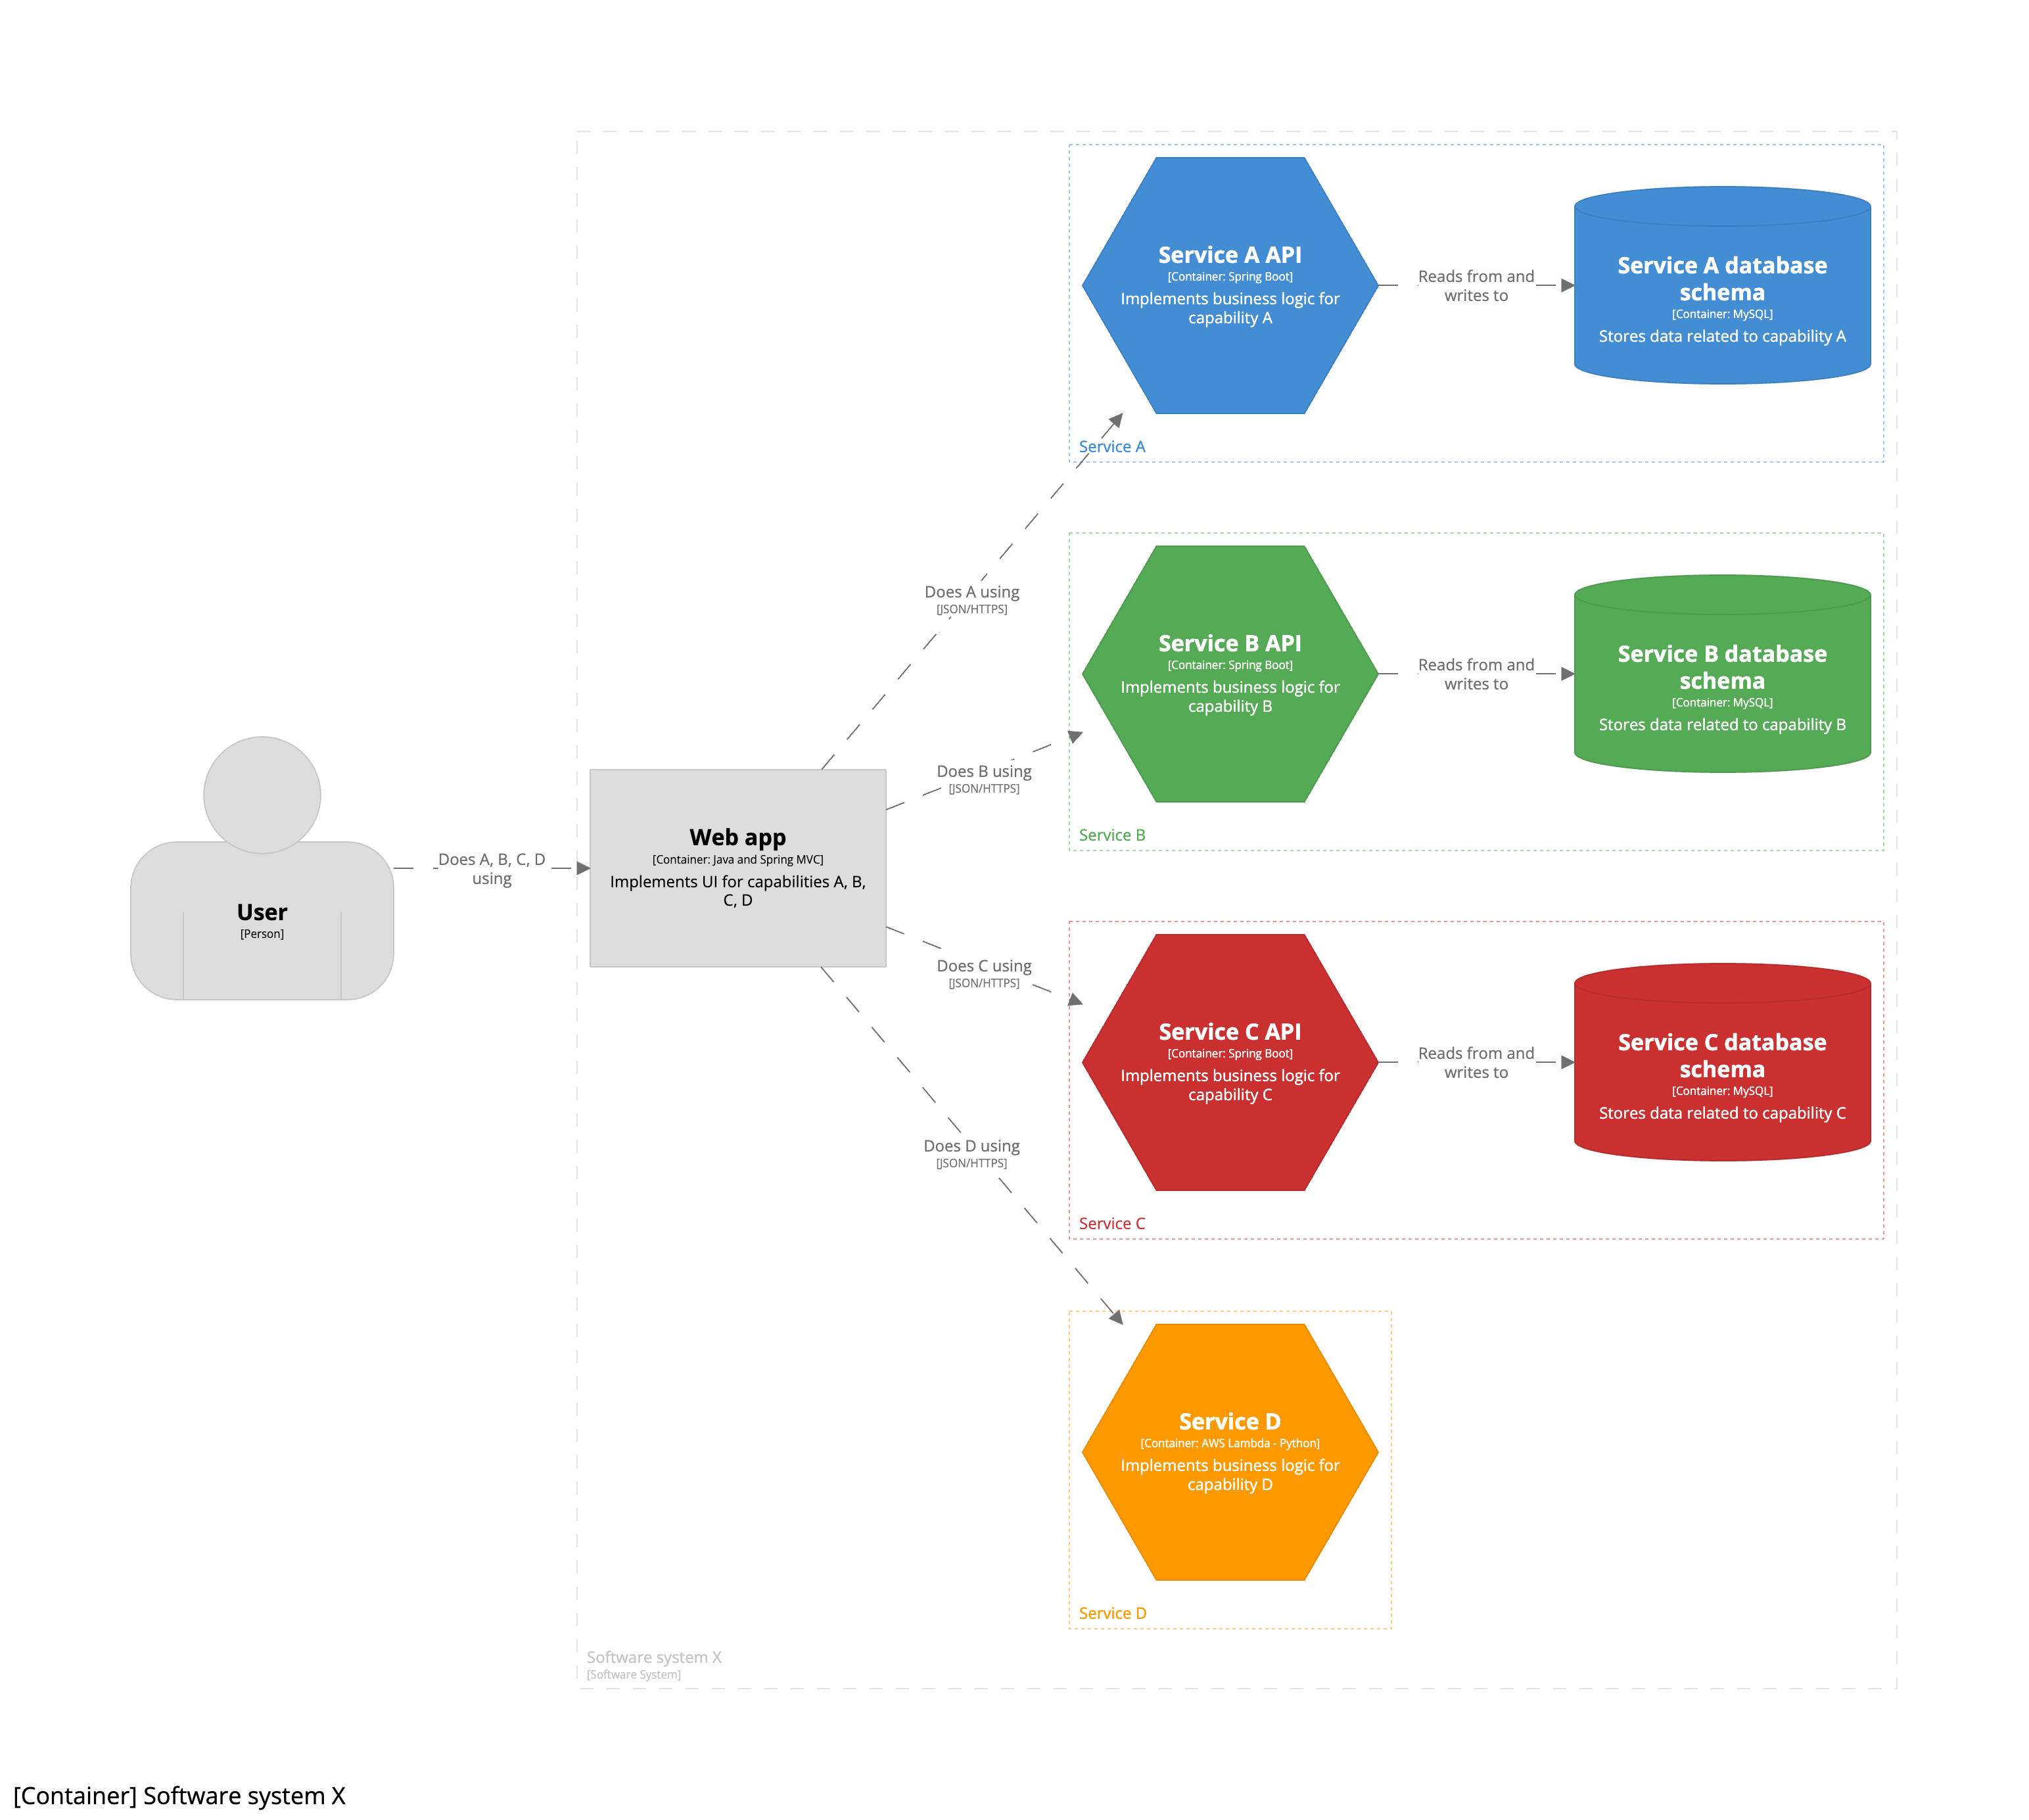 Service A API
[Container: Spring Boot]
Implements business logic for
capability A
Reads from and
writes to
Service A database
schema
[Container: MySQL]
Stores data related to capability A
Service A
Does A using
[JSON/HTTPS]
Service B API
[Container: Spring Boot]
Implements business logic for
capability B
Reads from and
writes to
Service B database
schema
[Container: MySQL]
Stores data related to capability B
Service B
Does B using
[JSON/HTTPS]
User
[Person]
Does A, B, C, D
using
Web app
[Container: Java and Spring MVC]
Implements UI for capabilities A, B,
C, D
Does C using
[JSON/HTTPS]
Service C API
[Container: Spring Boot]
Implements business logic for
capability C
Reads from and
writes to
Service C database
schema
[Container: MySQL]
Stores data related to capability C
Service C
Does D using
[JSON/HTTPS]
Service D
[Container: AWS Lambda - Python]
Implements business logic for
capability D
Service D
Software system X
[Software System]
[Container] Software system X